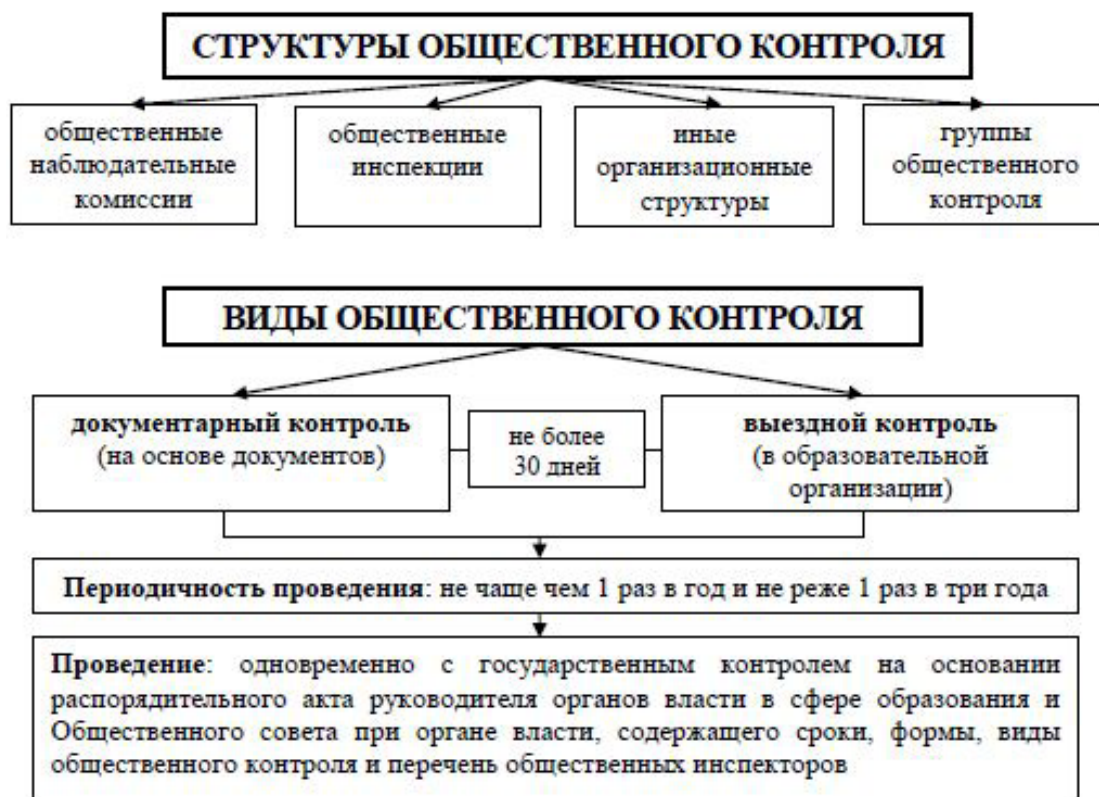 СТРУКТУРЫ ОБЩЕСТВЕННОГО КОНТРОЛЯ
общественные
наблюдательные
комиссии
общественные
инспекции
иные
организационные
структуры
группы
общественного
контроля
ВИДЫ ОБЩЕСТВЕННОГО КОНТРОЛЯ
документарный контроль
(на основе документов)
не более
30 дней
выездной контроль
(в образовательной
организации)
Периодичность проведения: не чаще чем 1 раз в год и не реже 1 раз в три года
Проведение: одновременно с государственным контролем на основании
распорядительного акта руководителя органов власти в сфере образования и
Общественного совета при органе власти, содержащего сроки, формы, виды
общественного контроля и перечень общественных инспекторов